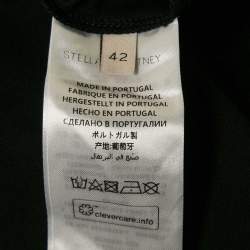 STELLA McCARTNEY
42
MADE IN PORTUGAL
FABRIQUE EN PORTUGAL
HERGESTELLT IN PORTUGAL
HECHO EN PORTUGAL
СДЕЛАНО В ПОРТУГАЛИИ
ポルトガル製
产地:葡萄牙
صنع في البرتغال
clevercare.info